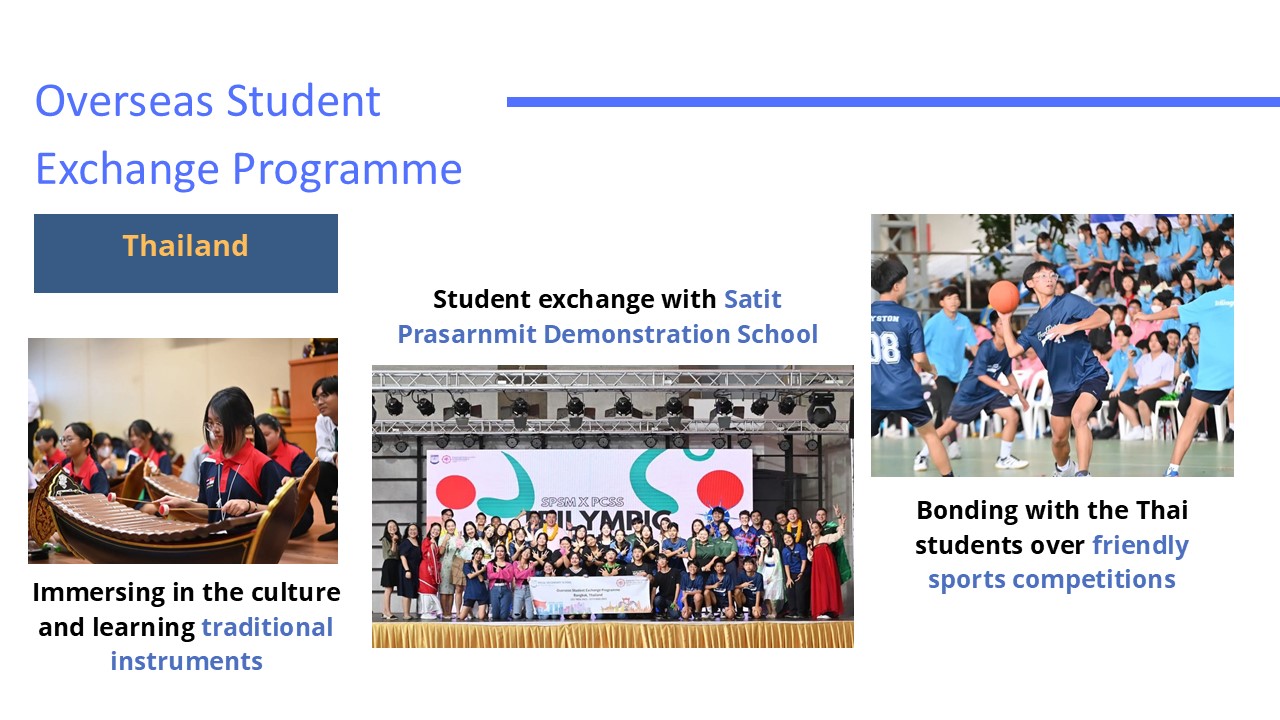 Overseas Student
Exchange Programme
Thailand
Student exchange with Satit
Prasarnmit Demonstration School
SPSM X PCSS
Overseas Student Exchange Programme
Bangkok, Thailand
08
Bonding with the Thai
students over friendly
sports competitions
Immersing in the culture
and learning traditional
instruments